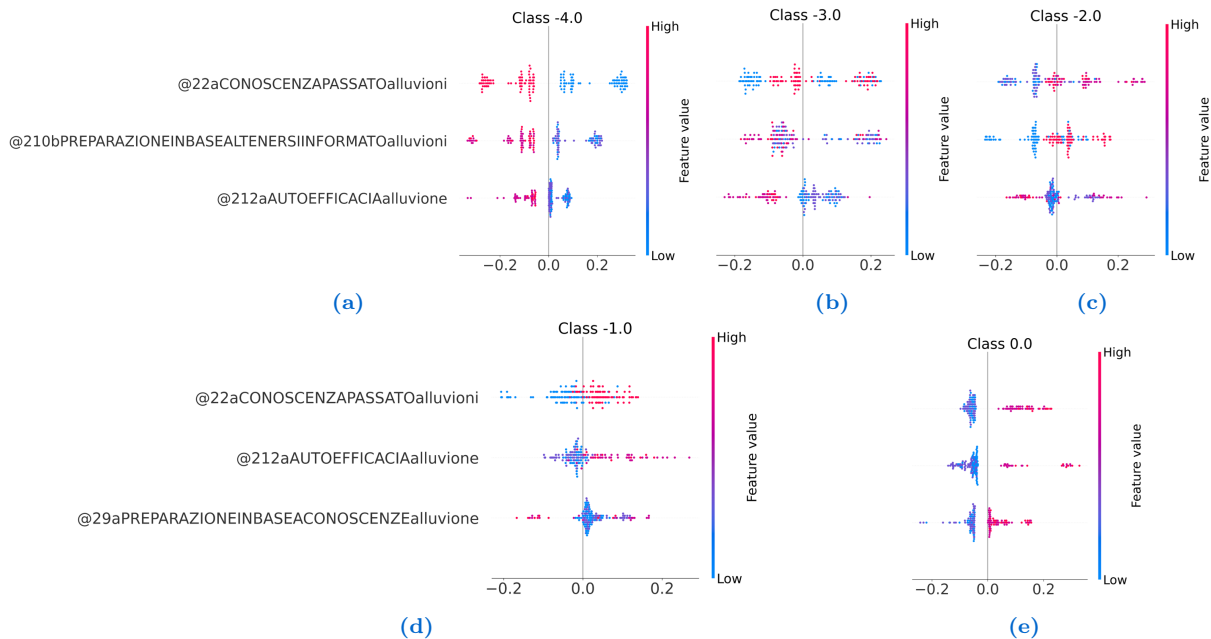 Class -4.0
High
@22aCONOSCENZAPASSATOalluvioni
@210bPREPARAZIONEINBASEALTENERSIINFORMATOalluvioni
@212aAUTOEFFICACIAalluvione
Feature value
Low
−0.2 0.0 0.2
(a)
Class -3.0
High
Feature value
Low
−0.2 0.0 0.2
(b)
Class -2.0
High
Feature value
Low
−0.2 0.0 0.2
(c)
Class -1.0
High
@22aCONOSCENZAPASSATOalluvioni
@212aAUTOEFFICACIAalluvione
@29aPREPARAZIONEINBASEACONOSCENZEalluvione
Feature value
Low
−0.2 0.0 0.2
(d)
Class 0.0
High
Feature value
Low
−0.2 0.0 0.2
(e)